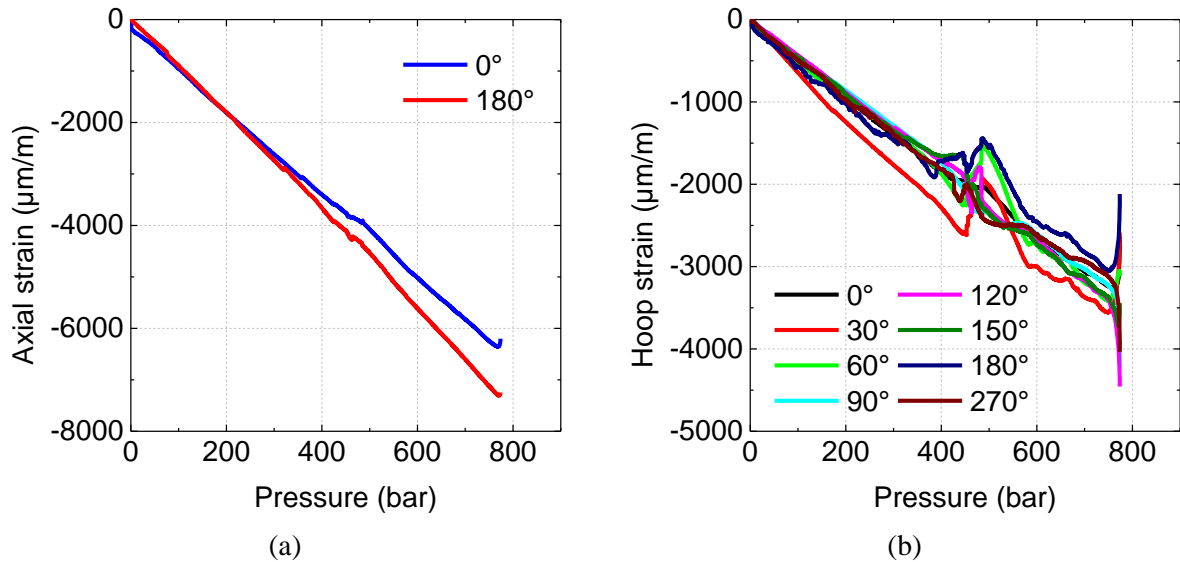 0
-2000
-4000
-6000
-8000
0 200 400 600 800
Axial strain (µm/m)
Pressure (bar)
0°
180°
(a)
0
-1000
-2000
-3000
-4000
-5000
0 200 400 600 800
Hoop strain (µm/m)
Pressure (bar)
0° 120°
30° 150°
60° 180°
90° 270°
(b)